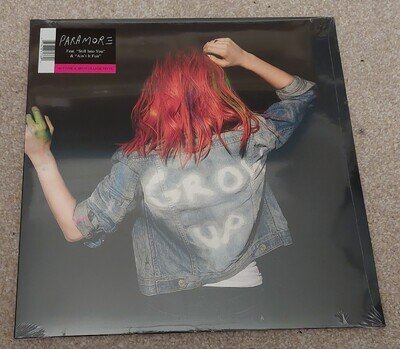 PARAMORE
Feat. "Still Into You"
& "Ain't It Fun"
GROW
UP